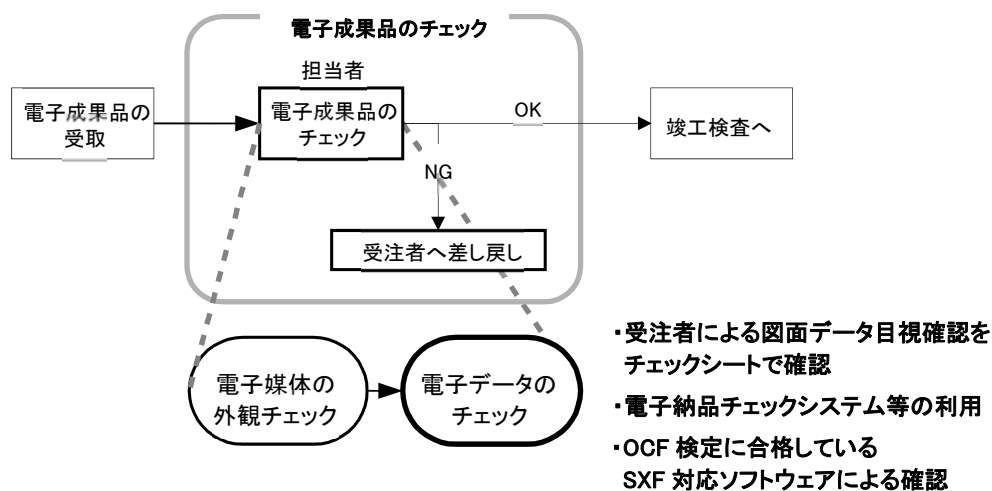 電子成果品のチェック
担当者
電子成果品の
受取
電子成果品の
チェック
OK
竣工検査へ
NG
受注者へ差し戻し
電子媒体の
外観チェック
電子データの
チェック
・受注者による図面データ目視確認を
チェックシートで確認
・電子納品チェックシステム等の利用
・OCF 検定に合格している
SXF 対応ソフトウェアによる確認